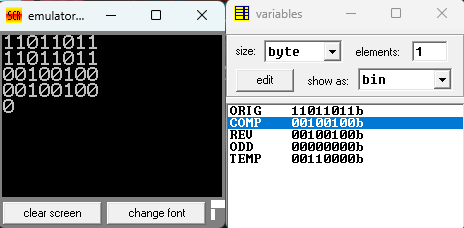 emulator...
11011011
11011011
00100100
00100100
0
clear screen
change font
variables
size:
byte
elements:
1
edit
show as:
bin
ORIG 11011011b
COMP 00100100b
REV 00100100b
ODD 00000000b
TEMP 00110000b